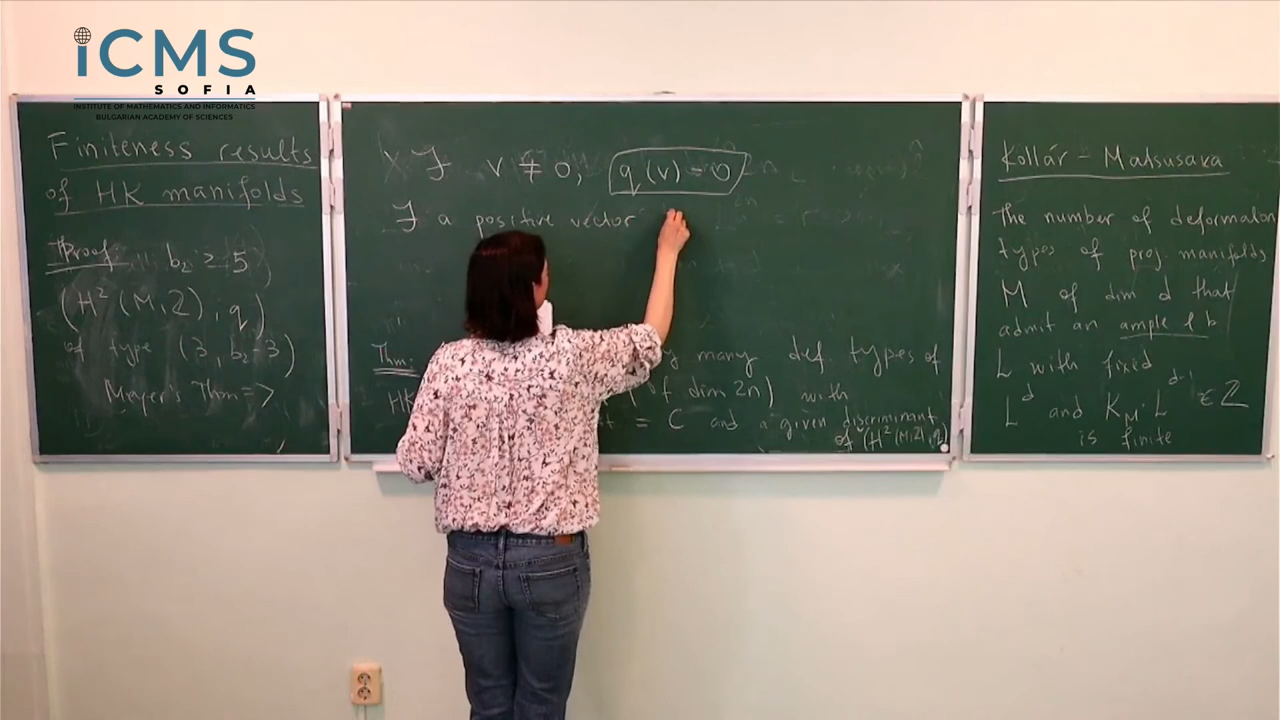 iCMS
SOFIA
INSTITUTE OF MATHEMATICS AND INFORMATICS
BULGARIAN ACADEMY OF SCIENCES
Finiteness results
of HK manifolds
Proof: b₂ ≥ 5
(H²(M,Z), q)
of type (3, b₂-3)
Meyer's Thm =>
∃ v ≠ 0, q(v) = 0
∃ a positive vector
Thm: many def. types of
HK (of dim 2n) with
= C and a given discriminant
of (H²(M,Z), q)
Kollár - Matsusaka
The number of deformation
types of proj. manifolds
M of dim d that
admit an ample l b
L with fixed
L^d and K_M · L^{d-1} ∈ Z
is finite